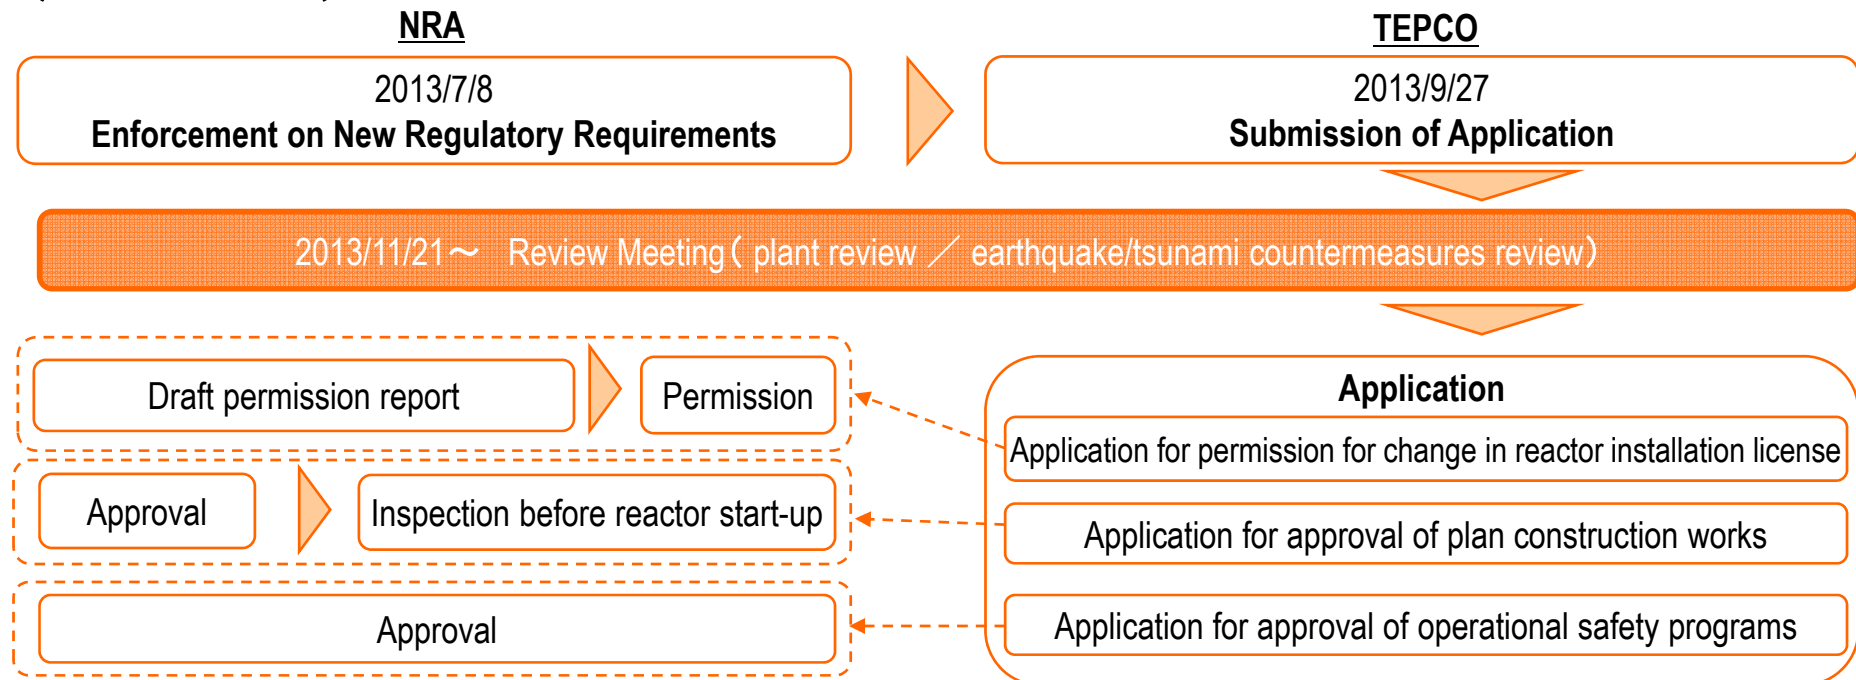 NRA
TEPCO
2013/7/8
Enforcement on New Regulatory Requirements
2013/9/27
Submission of Application
2013/11/21～ Review Meeting（ plant review ／ earthquake/tsunami countermeasures review）
Draft permission report
Permission
Approval
Inspection before reactor start-up
Approval
Application
Application for permission for change in reactor installation license
Application for approval of plan construction works
Application for approval of operational safety programs